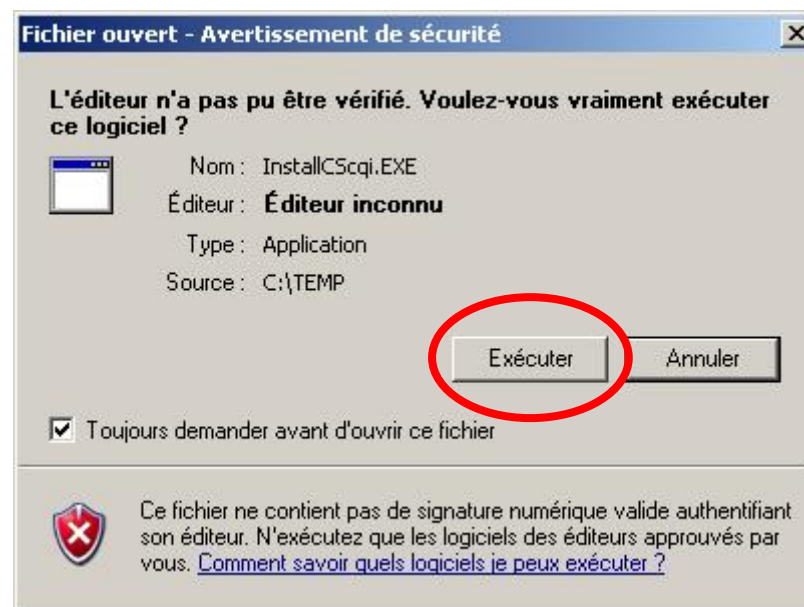 Fichier ouvert - Avertissement de sécurité
L'éditeur n'a pas pu être vérifié. Voulez-vous vraiment exécuter
ce logiciel ?
Nom : InstallCScqi.EXE
Éditeur : Éditeur inconnu
Type : Application
Source : C:\TEMP
Exécuter Annuler
Toujours demander avant d'ouvrir ce fichier
Ce fichier ne contient pas de signature numérique valide authentifiant
son éditeur. N'exécutez que les logiciels des éditeurs approuvés par
vous. Comment savoir quels logiciels je peux exécuter ?